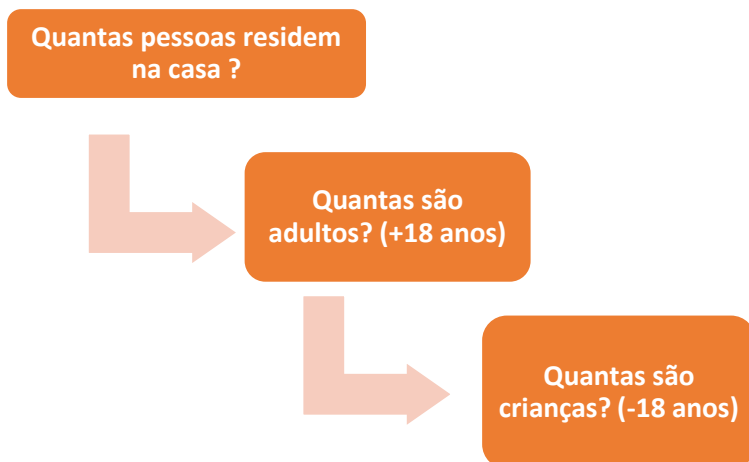 Quantas pessoas residem
na casa ?
Quantas são
adultos? (+18 anos)
Quantas são
crianças? (-18 anos)